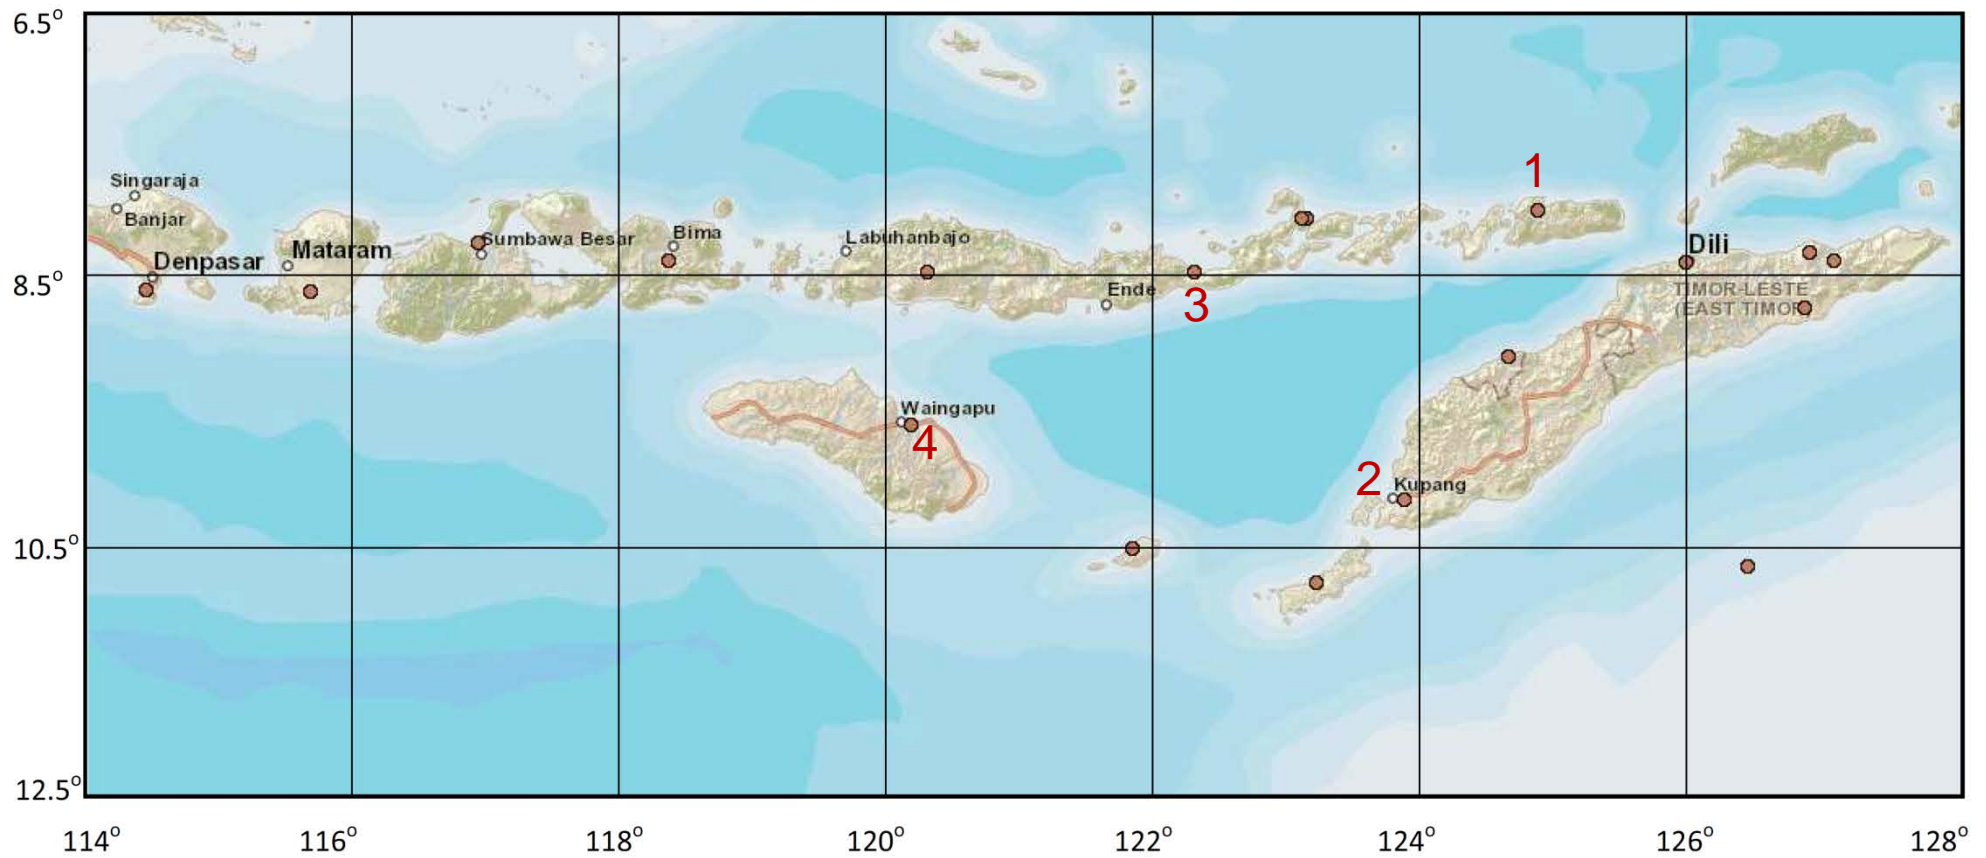 6.5°
1
Singaraja
Banjar
Sumbawa Besar
Bima
Labuhanbajo
Dili
Mataram
Denpasar
8.5°
Ende
3
TIMOR-LESTE
(EAST TIMOR
Waingapu
4
2
Kupang
10.5°
12.5°
114° 116° 118° 120° 122° 124° 126° 128°